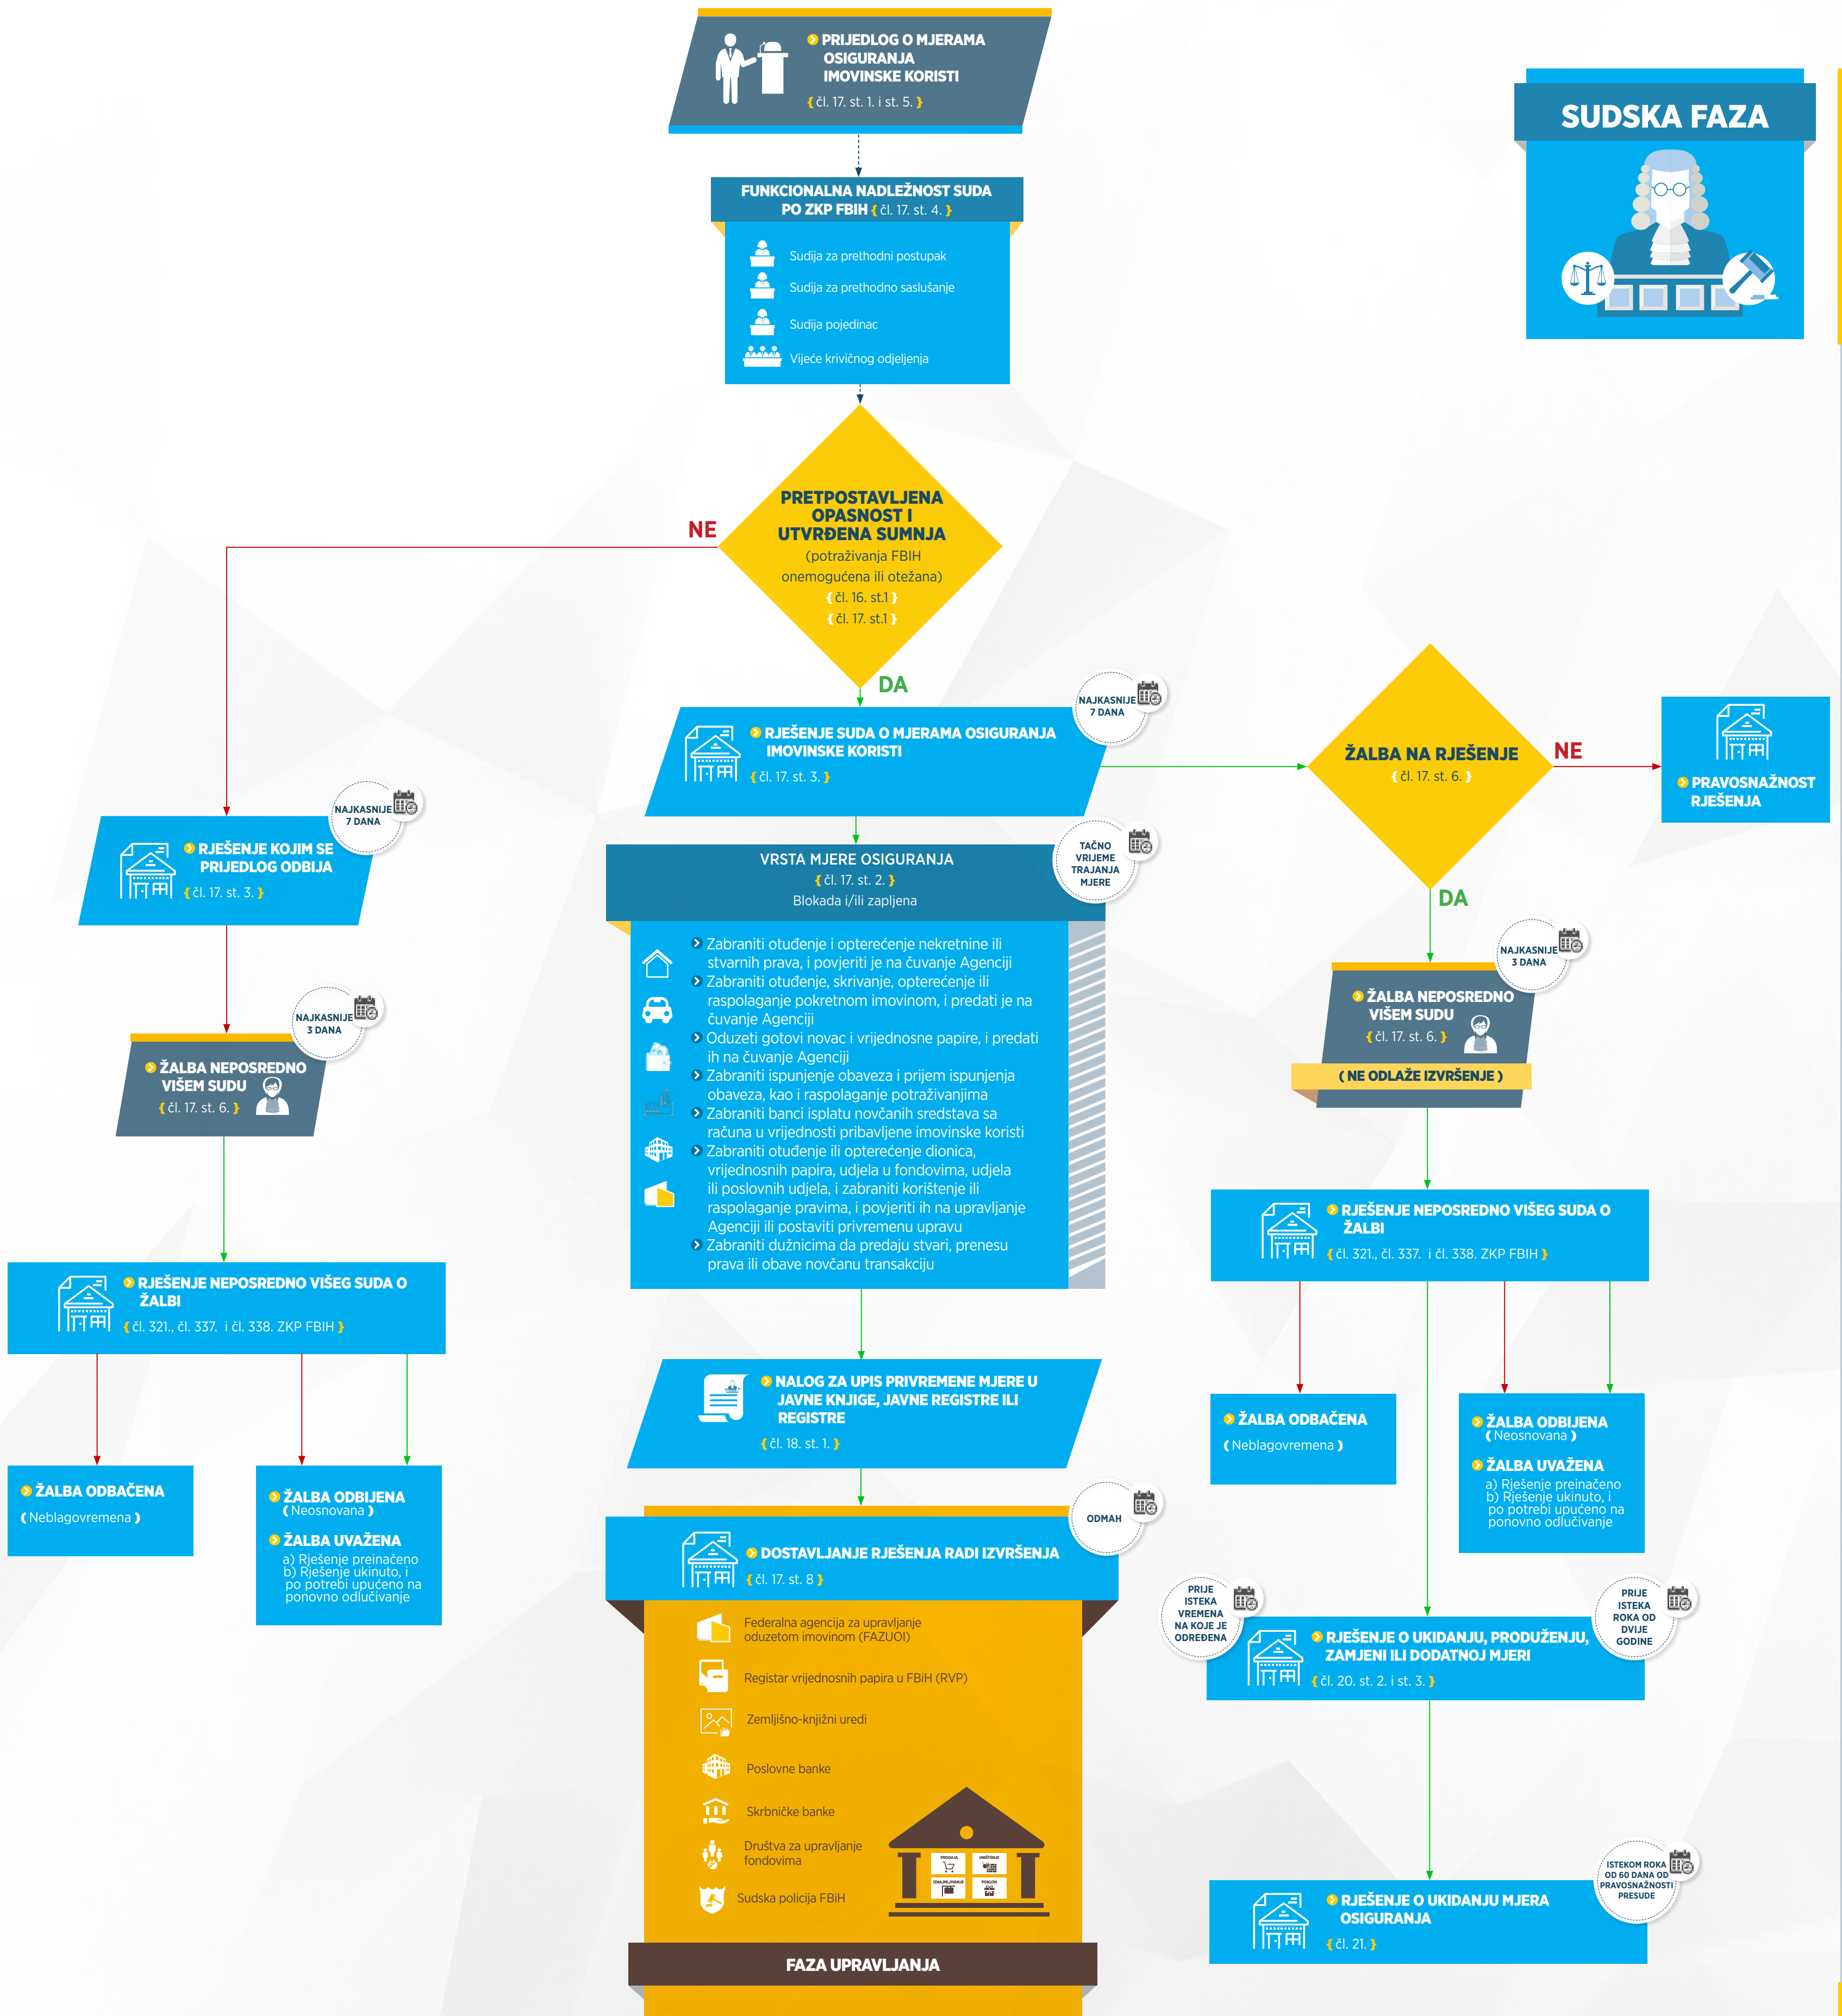 PRIJEDLOG O MJERAMA
OSIGURANJA
IMOVINSKE KORISTI
{ čl. 17. st. 1. i st. 5. }
SUDSKA FAZA
FUNKCIONALNA NADLEŽNOST SUDA
PO ZKP FBIH { čl. 17. st. 4. }
Sudija za prethodni postupak
Sudija za prethodno saslušanje
Sudija pojedinac
Vijeće krivičnog odjeljenja
PRETPOSTAVLJENA
OPASNOST I
UTVRĐENA SUMNJA
(potraživanja FBIH
onemogućena ili otežana)
{ čl. 16. st.1 }
{ čl. 17. st.1 }
NE
DA
NAJKASNIJE
7 DANA
RJEŠENJE KOJIM SE
PRIJEDLOG ODBIJA
{ čl. 17. st. 3. }
NAJKASNIJE
3 DANA
ŽALBA NEPOSREDNO
VIŠEM SUDU
{ čl. 17. st. 6. }
RJEŠENJE NEPOSREDNO VIŠEG SUDA O
ŽALBI
{ čl. 321., čl. 337. i čl. 338. ZKP FBIH }
ŽALBA ODBAČENA
( Neblagovremena )
ŽALBA ODBIJENA
( Neosnovana )
ŽALBA UVAŽENA
a) Rješenje preinačeno
b) Rješenje ukinuto, i
po potrebi upućeno na
ponovno odlučivanje
NAJKASNIJE
7 DANA
RJEŠENJE SUDA O MJERAMA OSIGURANJA
IMOVINSKE KORISTI
{ čl. 17. st. 3. }
TAČNO
VRIJEME
TRAJANJA
MJERE
VRSTA MJERE OSIGURANJA
{ čl. 17. st. 2. }
Blokada i/ili zapljena
Zabraniti otuđenje i opterećenje nekretnine ili
stvarnih prava, i povjeriti je na čuvanje Agenciji
Zabraniti otuđenje, skrivanje, opterećenje ili
raspolaganje pokretnom imovinom, i predati je na
čuvanje Agenciji
Oduzeti gotovi novac i vrijednosne papire, i predati
ih na čuvanje Agenciji
Zabraniti ispunjenje obaveza i prijem ispunjenja
obaveza, kao i raspolaganje potraživanjima
Zabraniti banci isplatu novčanih sredstava sa
računa u vrijednosti pribavljene imovinske koristi
Zabraniti otuđenje ili opterećenje dionica,
vrijednosnih papira, udjela u fondovima, udjela
ili poslovnih udjela, i zabraniti korištenje ili
raspolaganje pravima, i povjeriti ih na upravljanje
Agenciji ili postaviti privremenu upravu
Zabraniti dužnicima da predaju stvari, prenesu
prava ili obave novčanu transakciju
NALOG ZA UPIS PRIVREMENE MJERE U
JAVNE KNJIGE, JAVNE REGISTRE ILI
REGISTRE
{ čl. 18. st. 1. }
ODMAH
DOSTAVLJANJE RJEŠENJA RADI IZVRŠENJA
{ čl. 17. st. 8 }
Federalna agencija za upravljanje
oduzetom imovinom (FAZUOI)
Registar vrijednosnih papira u FBiH (RVP)
Zemljišno-knjižni uredi
Poslovne banke
Skrbničke banke
Društva za upravljanje
fondovima
Sudska policija FBiH
PRODAJA
UNIŠTENJE
IZNAJMLJIVANJE
POKLON
FAZA UPRAVLJANJA
ŽALBA NA RJEŠENJE
{ čl. 17. st. 6. }
NE
PRAVOSNAŽNOST
RJEŠENJA
DA
NAJKASNIJE
3 DANA
ŽALBA NEPOSREDNO
VIŠEM SUDU
{ čl. 17. st. 6. }
( NE ODLAŽE IZVRŠENJE )
RJEŠENJE NEPOSREDNO VIŠEG SUDA O
ŽALBI
{ čl. 321., čl. 337. i čl. 338. ZKP FBIH }
ŽALBA ODBAČENA
( Neblagovremena )
ŽALBA ODBIJENA
( Neosnovana )
ŽALBA UVAŽENA
a) Rješenje preinačeno
b) Rješenje ukinuto, i
po potrebi upućeno na
ponovno odlučivanje
PRIJE
ISTEKA
VREMENA
NA KOJE JE
ODREĐENA
PRIJE
ISTEKA
ROKA OD
DVIJE
GODINE
RJEŠENJE O UKIDANJU, PRODUŽENJU,
ZAMJENI ILI DODATNOJ MJERI
{ čl. 20. st. 2. i st. 3. }
ISTEKOM ROKA
OD 60 DANA OD
PRAVOSNAŽNOSTI
PRESUDE
RJEŠENJE O UKIDANJU MJERA
OSIGURANJA
{ čl. 21. }